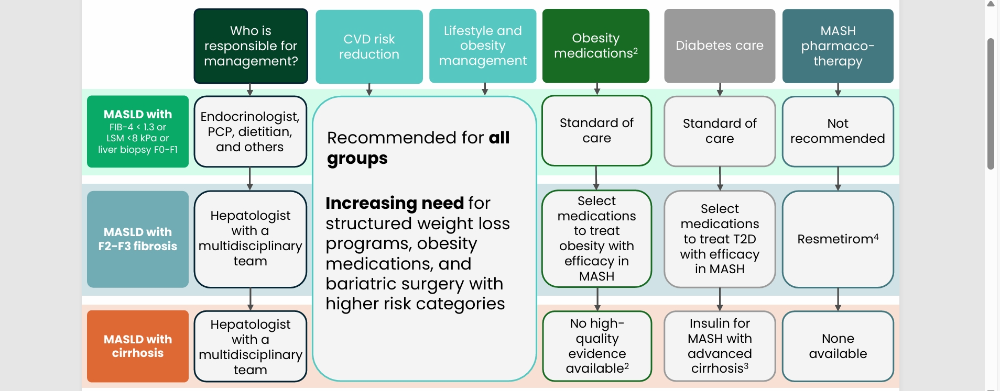 Who is
responsible for
management?
CVD risk
reduction
Lifestyle and
obesity
management
Obesity
medications²
Diabetes care
MASH
pharmaco-
therapy
MASLD with
FIB-4 < 1.3 or
LSM <8 kPa or
liver biopsy F0-F1
Endocrinologist,
PCP, dietitian,
and others
Recommended for all
groups
Increasing need for
structured weight loss
programs, obesity
medications, and
bariatric surgery with
higher risk categories
Standard of
care
Standard of
care
Not
recommended
MASLD with
F2-F3 fibrosis
Hepatologist
with a
multidisciplinary
team
Select
medications
to treat
obesity with
efficacy in
MASH
Select
medications
to treat T2D
with efficacy
in MASH
Resmetirom⁴
MASLD with
cirrhosis
Hepatologist
with a
multidisciplinary
team
No high-
quality
evidence
available²
Insulin for
MASH with
advanced
cirrhosis³
None
available